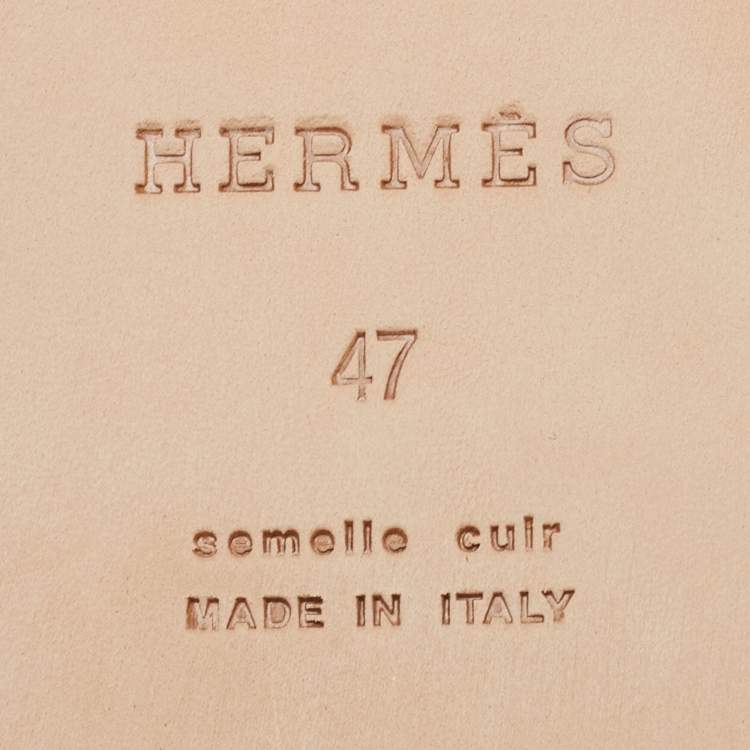 HERMÈS
47
semelle cuir
MADE IN ITALY